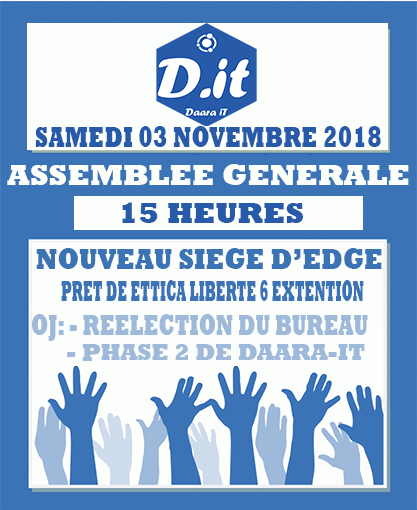 D.it
Daara iT
SAMEDI 03 NOVEMBRE 2018
ASSEMBLEE GENERALE
15 HEURES
NOUVEAU SIEGE D'EDGE
PRET DE ETTICA LIBERTE 6 EXTENTION
OJ: - REELECTION DU BUREAU
- PHASE 2 DE DAARA-IT